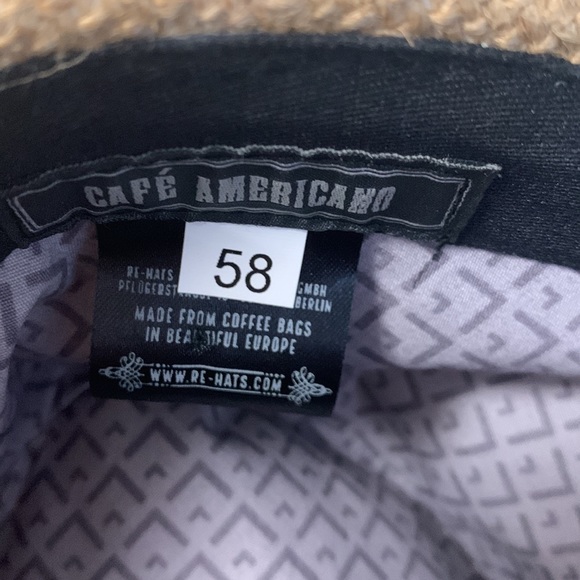 CAFÉ AMERICANO
58
RE-HATS GMBH
BERLIN
MADE FROM COFFEE BAGS
IN BEAUTIFUL EUROPE
WWW.RE-HATS.COM